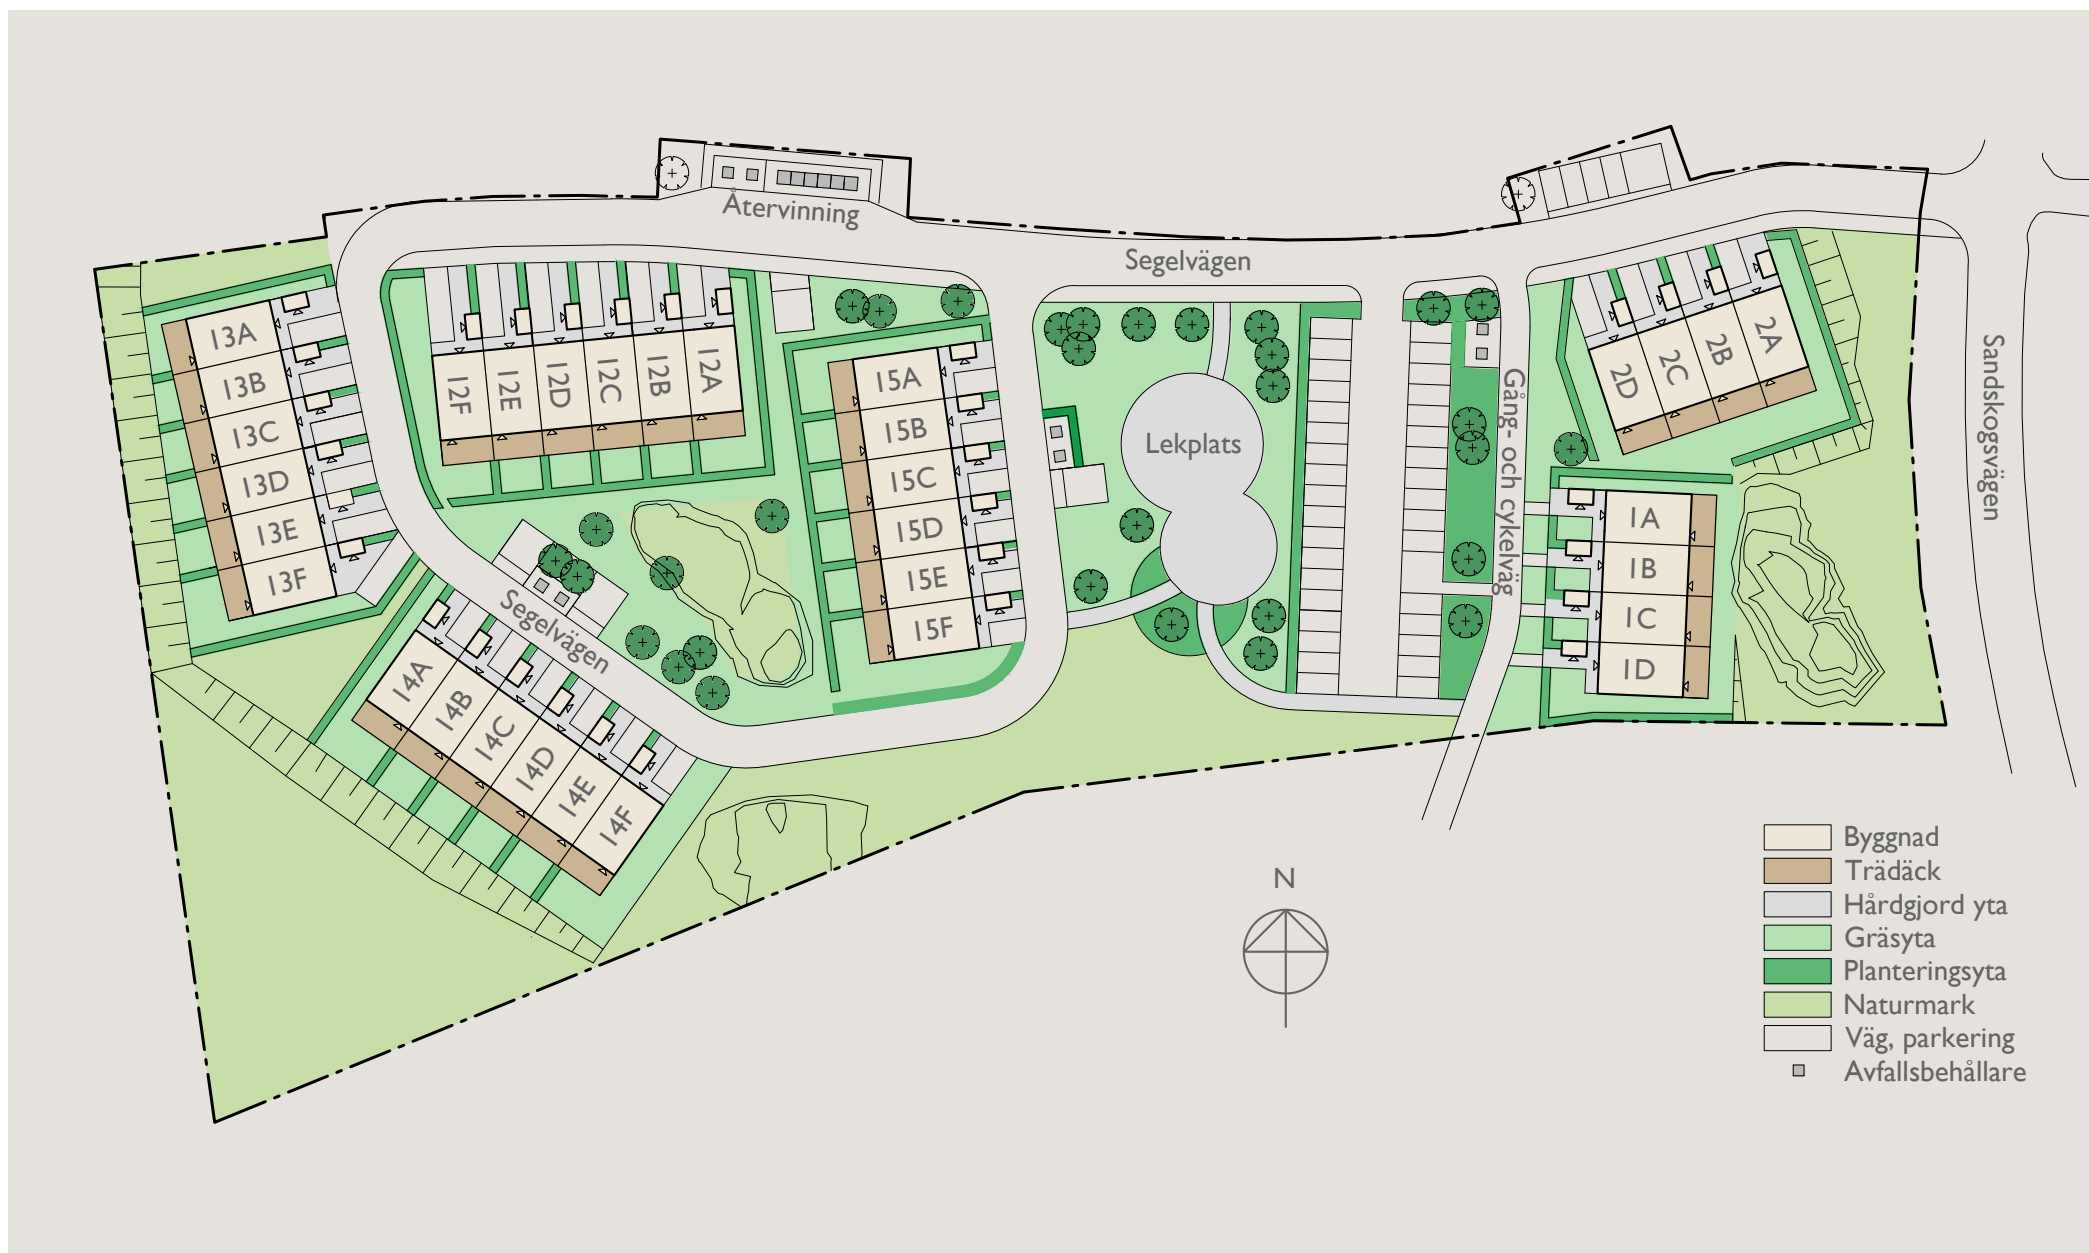 Återvinning
Segelvägen
Sandskogsvägen
13A
13B
13C
13D
13E
13F
12F
12E
12D
12C
12B
12A
15A
15B
15C
15D
15E
15F
Lekplats
Gång- och cykelväg
2D
2C
2B
2A
1A
1B
1C
1D
Segelvägen
14A
14B
14C
14D
14E
14F
N
Byggnad
Trädäck
Hårdgjord yta
Gräsyta
Planteringsyta
Naturmark
Väg, parkering
Avfallsbehållare